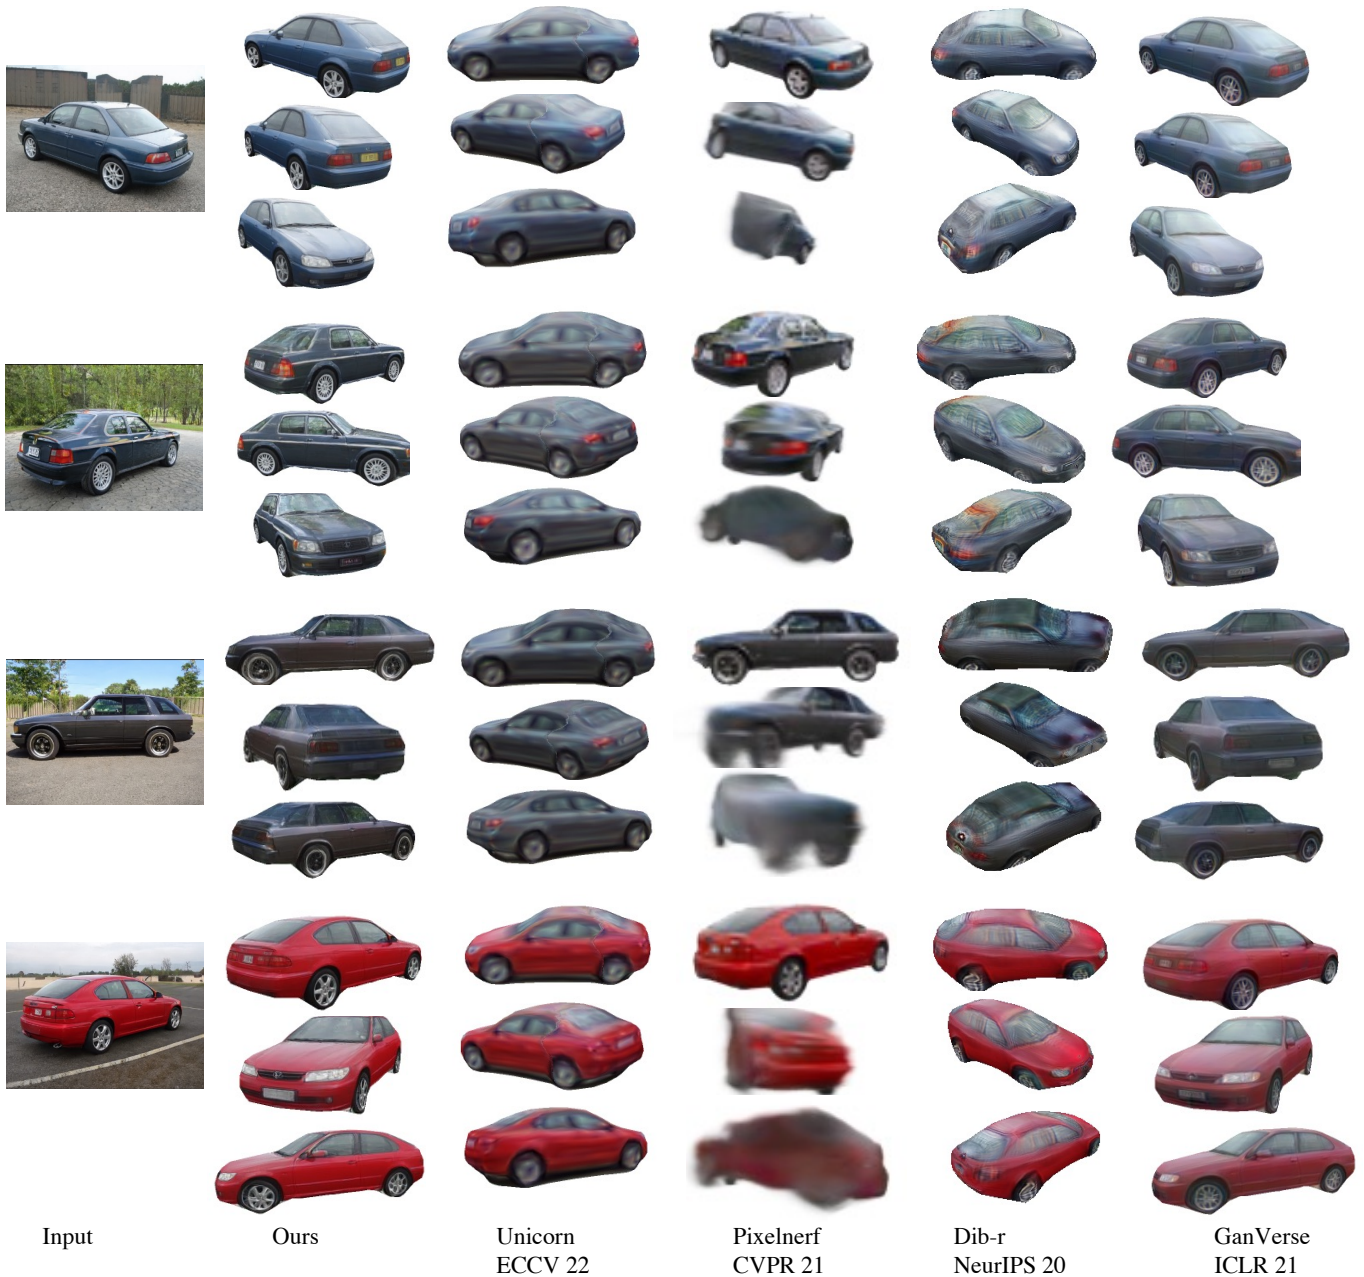 Input
Ours
Unicorn
ECCV 22
Pixelnerf
CVPR 21
Dib-r
NeurIPS 20
GanVerse
ICLR 21